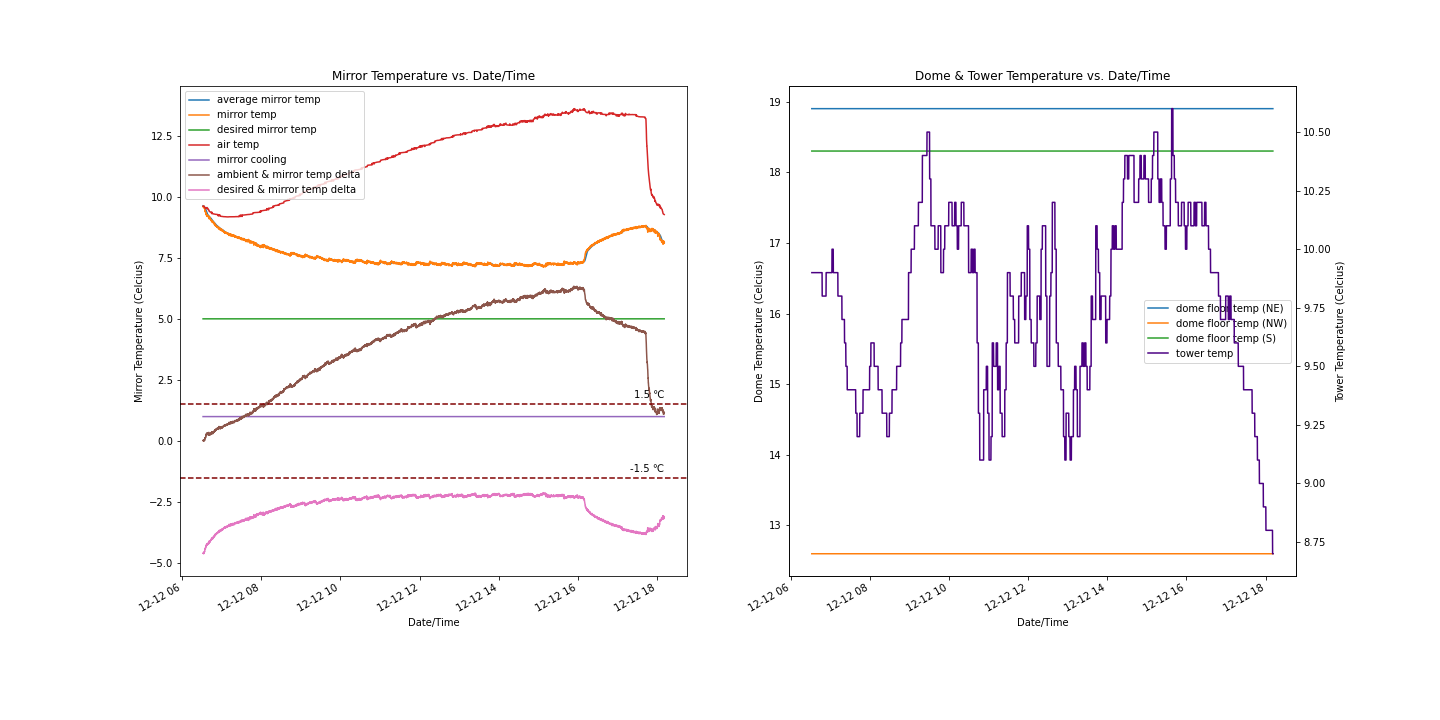 Mirror Temperature vs. Date/Time
average mirror temp
mirror temp
desired mirror temp
air temp
mirror cooling
ambient & mirror temp delta
desired & mirror temp delta
12.5
10.0
7.5
5.0
2.5
0.0
−2.5
−5.0
Mirror Temperature (Celcius)
1.5 °C
-1.5 °C
12-12 06
12-12 08
12-12 10
12-12 12
12-12 14
12-12 16
12-12 18
Date/Time
Dome & Tower Temperature vs. Date/Time
19
18
17
16
15
14
13
Dome Temperature (Celcius)
dome floor temp (NE)
dome floor temp (NW)
dome floor temp (S)
tower temp
10.50
10.25
10.00
9.75
9.50
9.25
9.00
8.75
Tower Temperature (Celcius)
12-12 06
12-12 08
12-12 10
12-12 12
12-12 14
12-12 16
12-12 18
Date/Time